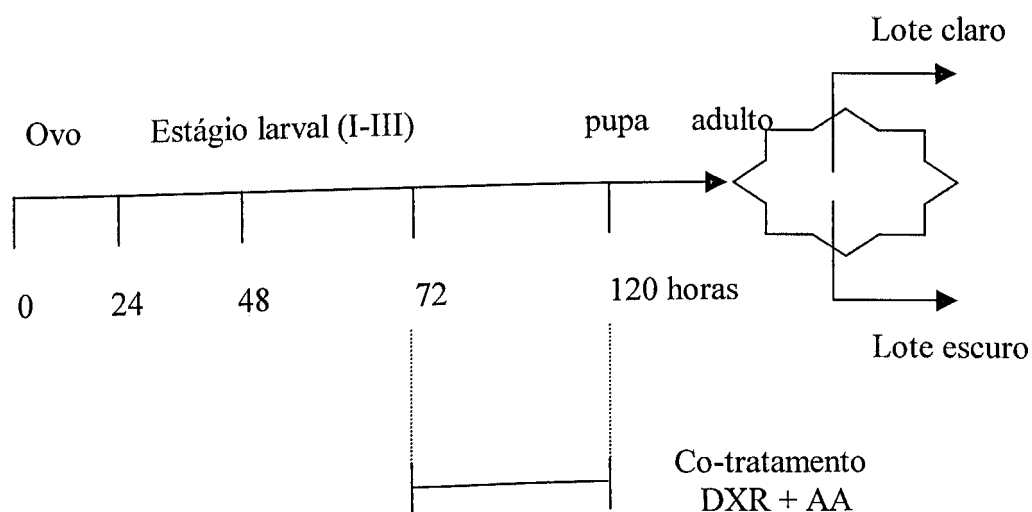 Lote claro
Ovo Estágio larval (I-III) pupa adulto
0 24 48 72 120 horas
Lote escuro
Co-tratamento
DXR + AA